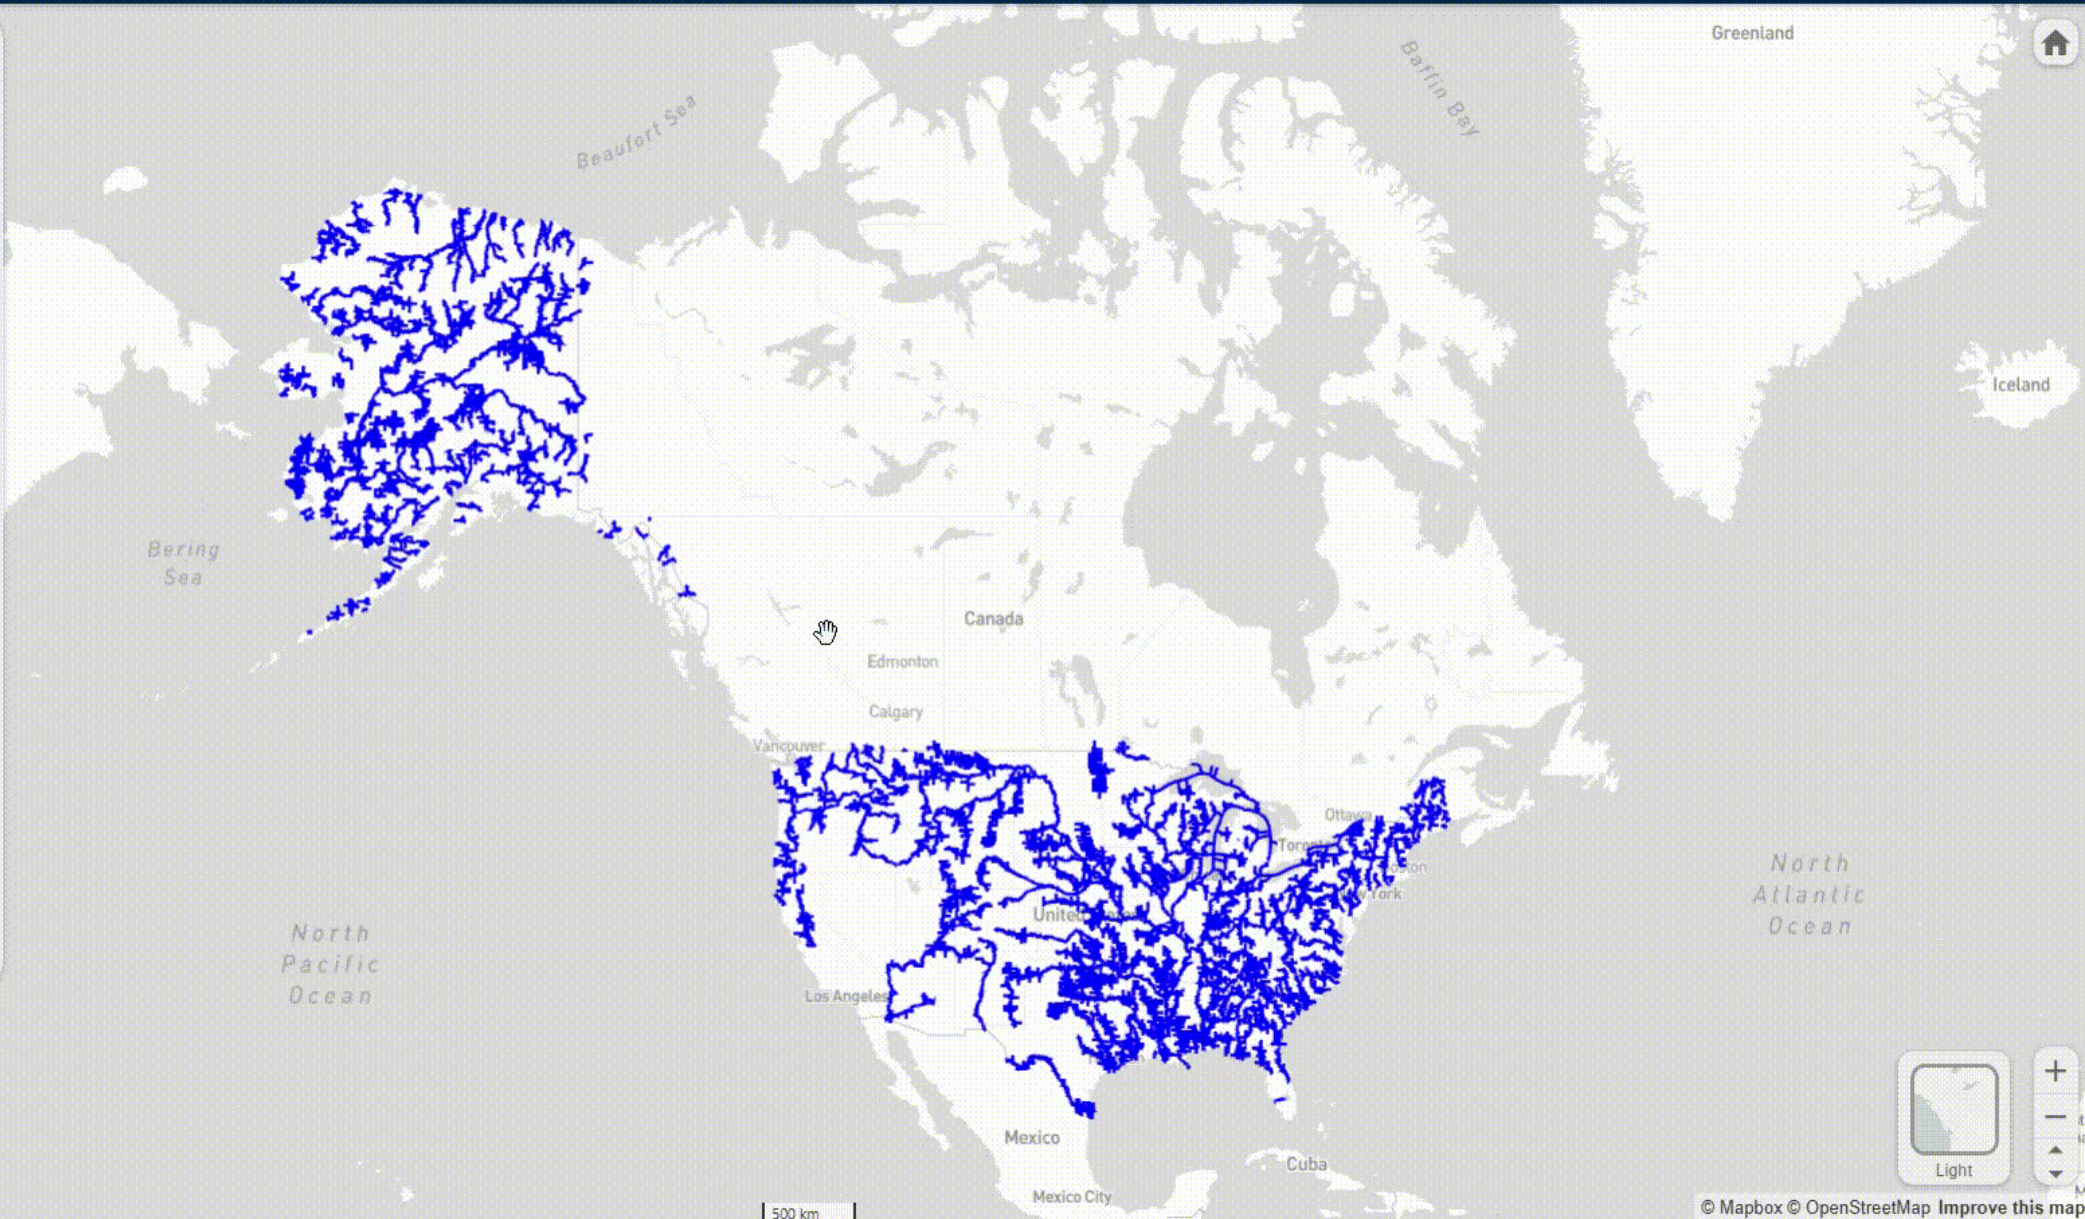 Greenland
Baffin Bay
Beaufort Sea
Iceland
Bering
Sea
Canada
Edmonton
Calgary
Vancouver
Ottawa
Toronto
York
United
North
Atlantic
Ocean
North
Pacific
Ocean
Los Angeles
Mexico
Cuba
Mexico City
Light
500 km
© Mapbox © OpenStreetMap Improve this map